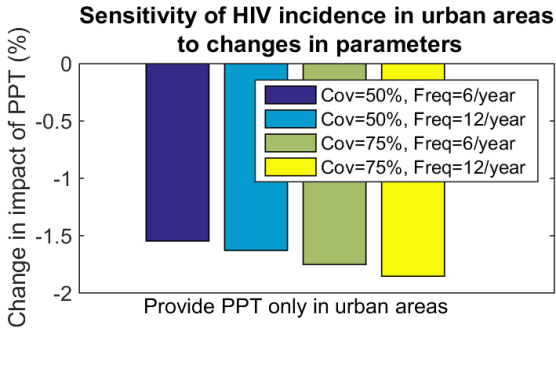 Sensitivity of HIV incidence in urban areas
to changes in parameters
Change in impact of PPT (%)
0
-0.5
-1
-1.5
-2
Cov=50%, Freq=6/year
Cov=50%, Freq=12/year
Cov=75%, Freq=6/year
Cov=75%, Freq=12/year
Provide PPT only in urban areas